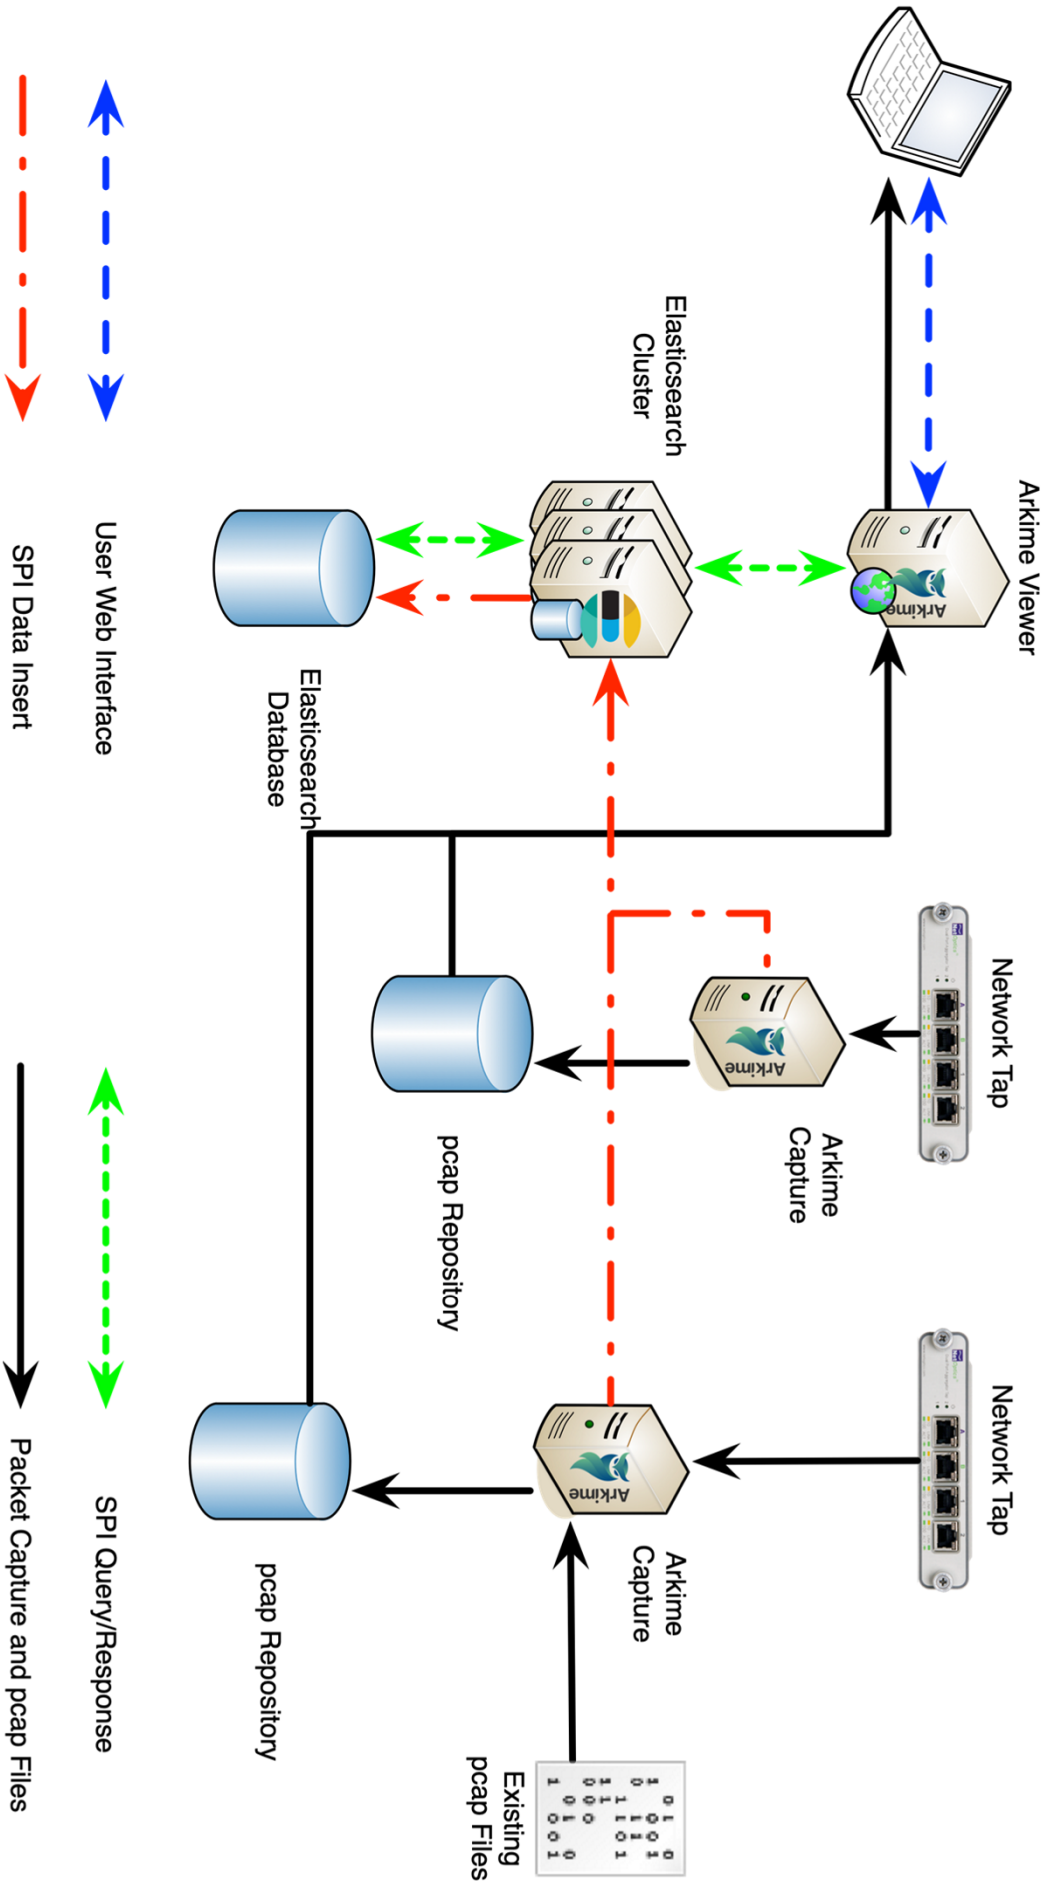 Arkime Viewer
Arkime
Network Tap
Network Tap
Arkime
Capture
Arkime
Elasticsearch
Cluster
Arkime
Capture
Arkime
Existing
pcap Files
pcap Repository
Elasticsearch
Database
pcap Repository
User Web Interface
SPI Query/Response
SPI Data Insert
Packet Capture and pcap Files